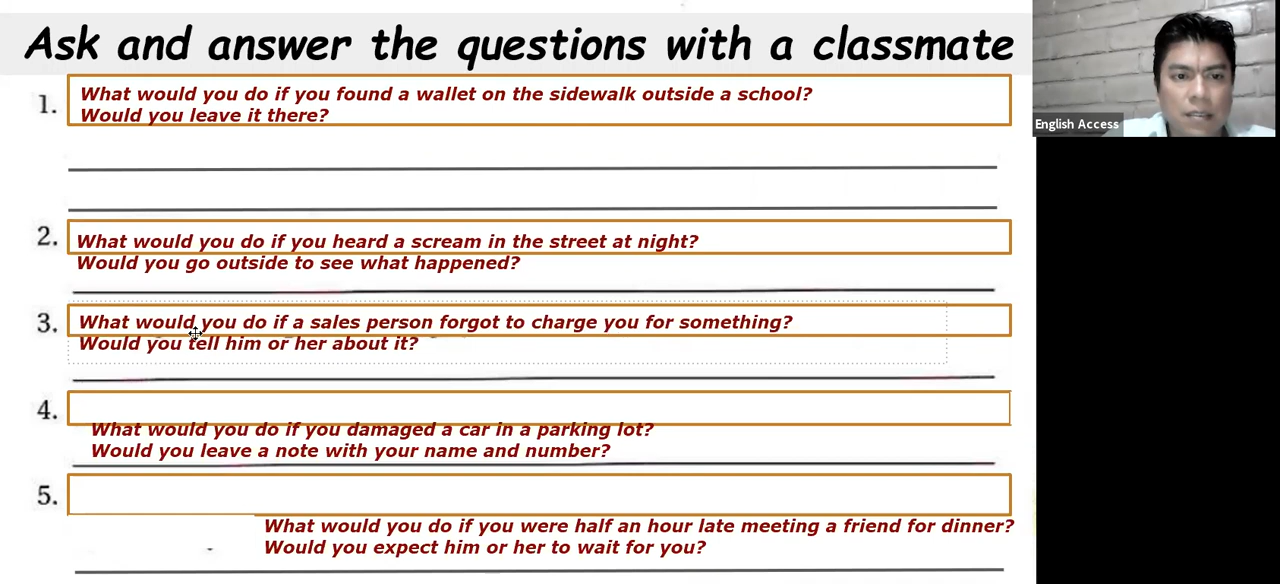 Ask and answer the questions with a classmate
English Access
1.
What would you do if you found a wallet on the sidewalk outside a school?
Would you leave it there?
2.
What would you do if you heard a scream in the street at night?
Would you go outside to see what happened?
3.
What would you do if a sales person forgot to charge you for something?
Would you tell him or her about it?
4.
What would you do if you damaged a car in a parking lot?
Would you leave a note with your name and number?
5.
What would you do if you were half an hour late meeting a friend for dinner?
Would you expect him or her to wait for you?